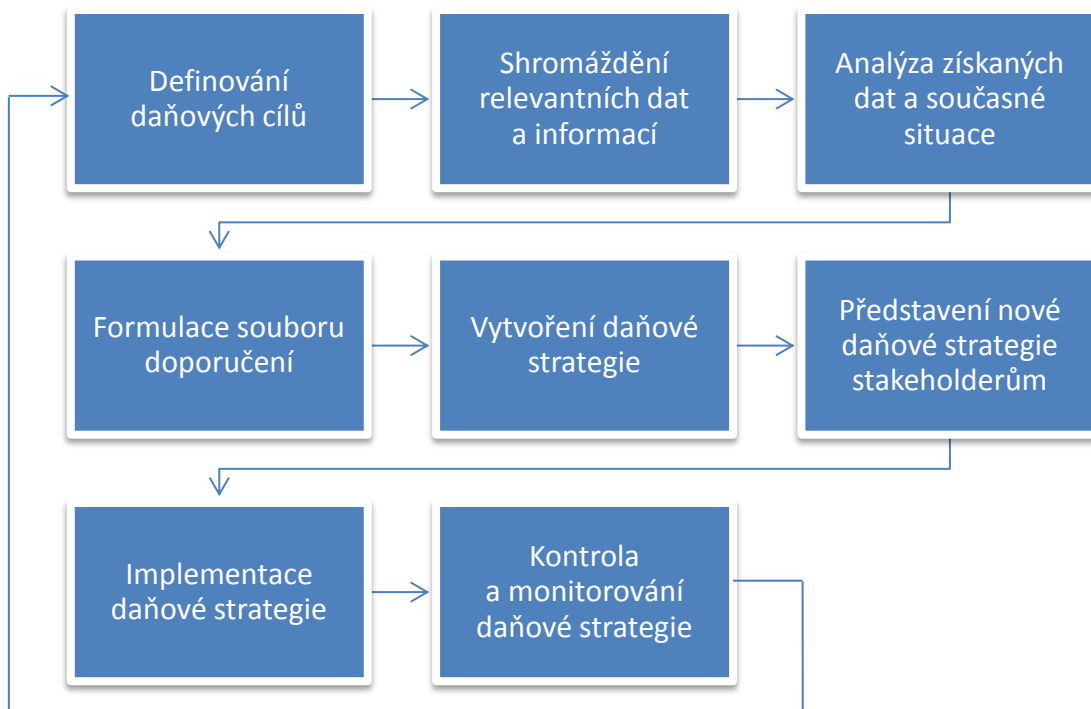 Definování
daňových cílů
Shromáždění
relevantních dat
a informací
Analýza získaných
dat a současné
situace
Formulace souboru
doporučení
Vytvoření daňové
strategie
Představení nové
daňové strategie
stakeholderům
Implementace
daňové strategie
Kontrola
a monitorování
daňové strategie